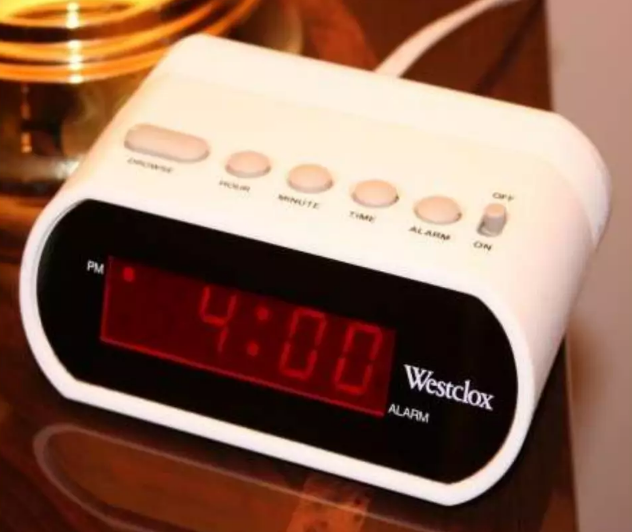 OFF
DROWSE
HOUR
MINUTE
TIME
ALARM
ON
PM
4:00
Westclox
ALARM